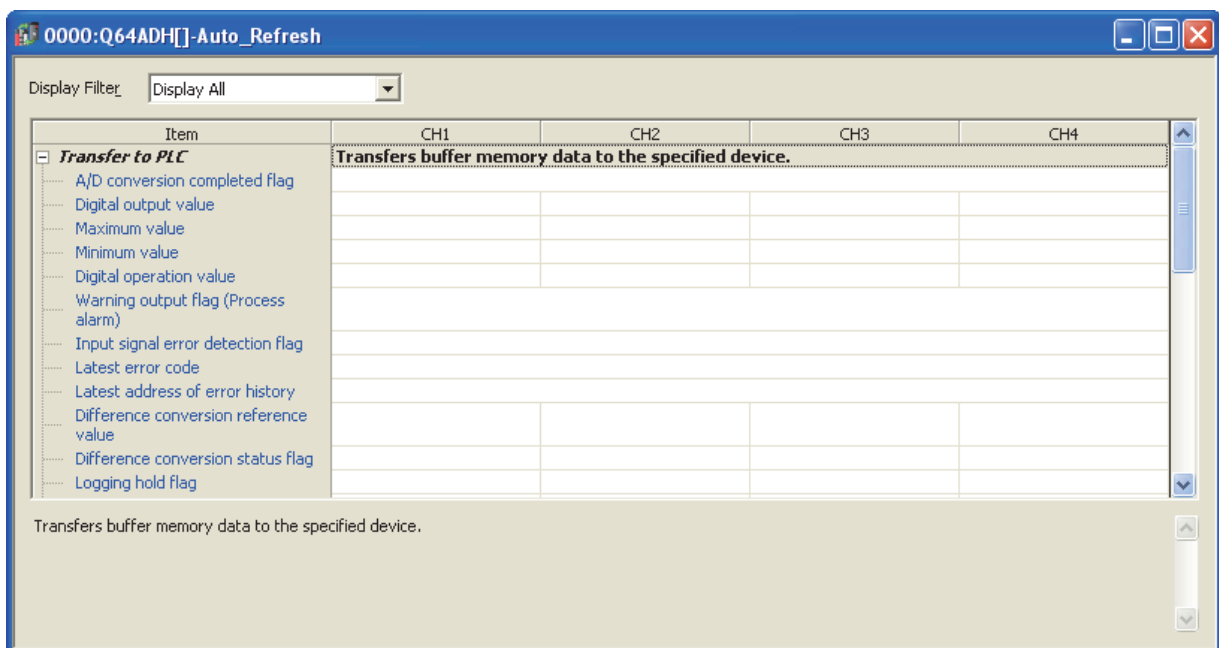 0000:Q64ADH[]-Auto_Refresh
Display Filter Display All
Item CH1 CH2 CH3 CH4
Transfer to PLC Transfers buffer memory data to the specified device.
A/D conversion completed flag
Digital output value
Maximum value
Minimum value
Digital operation value
Warning output flag (Process
alarm)
Input signal error detection flag
Latest error code
Latest address of error history
Difference conversion reference
value
Difference conversion status flag
Logging hold flag
Transfers buffer memory data to the specified device.